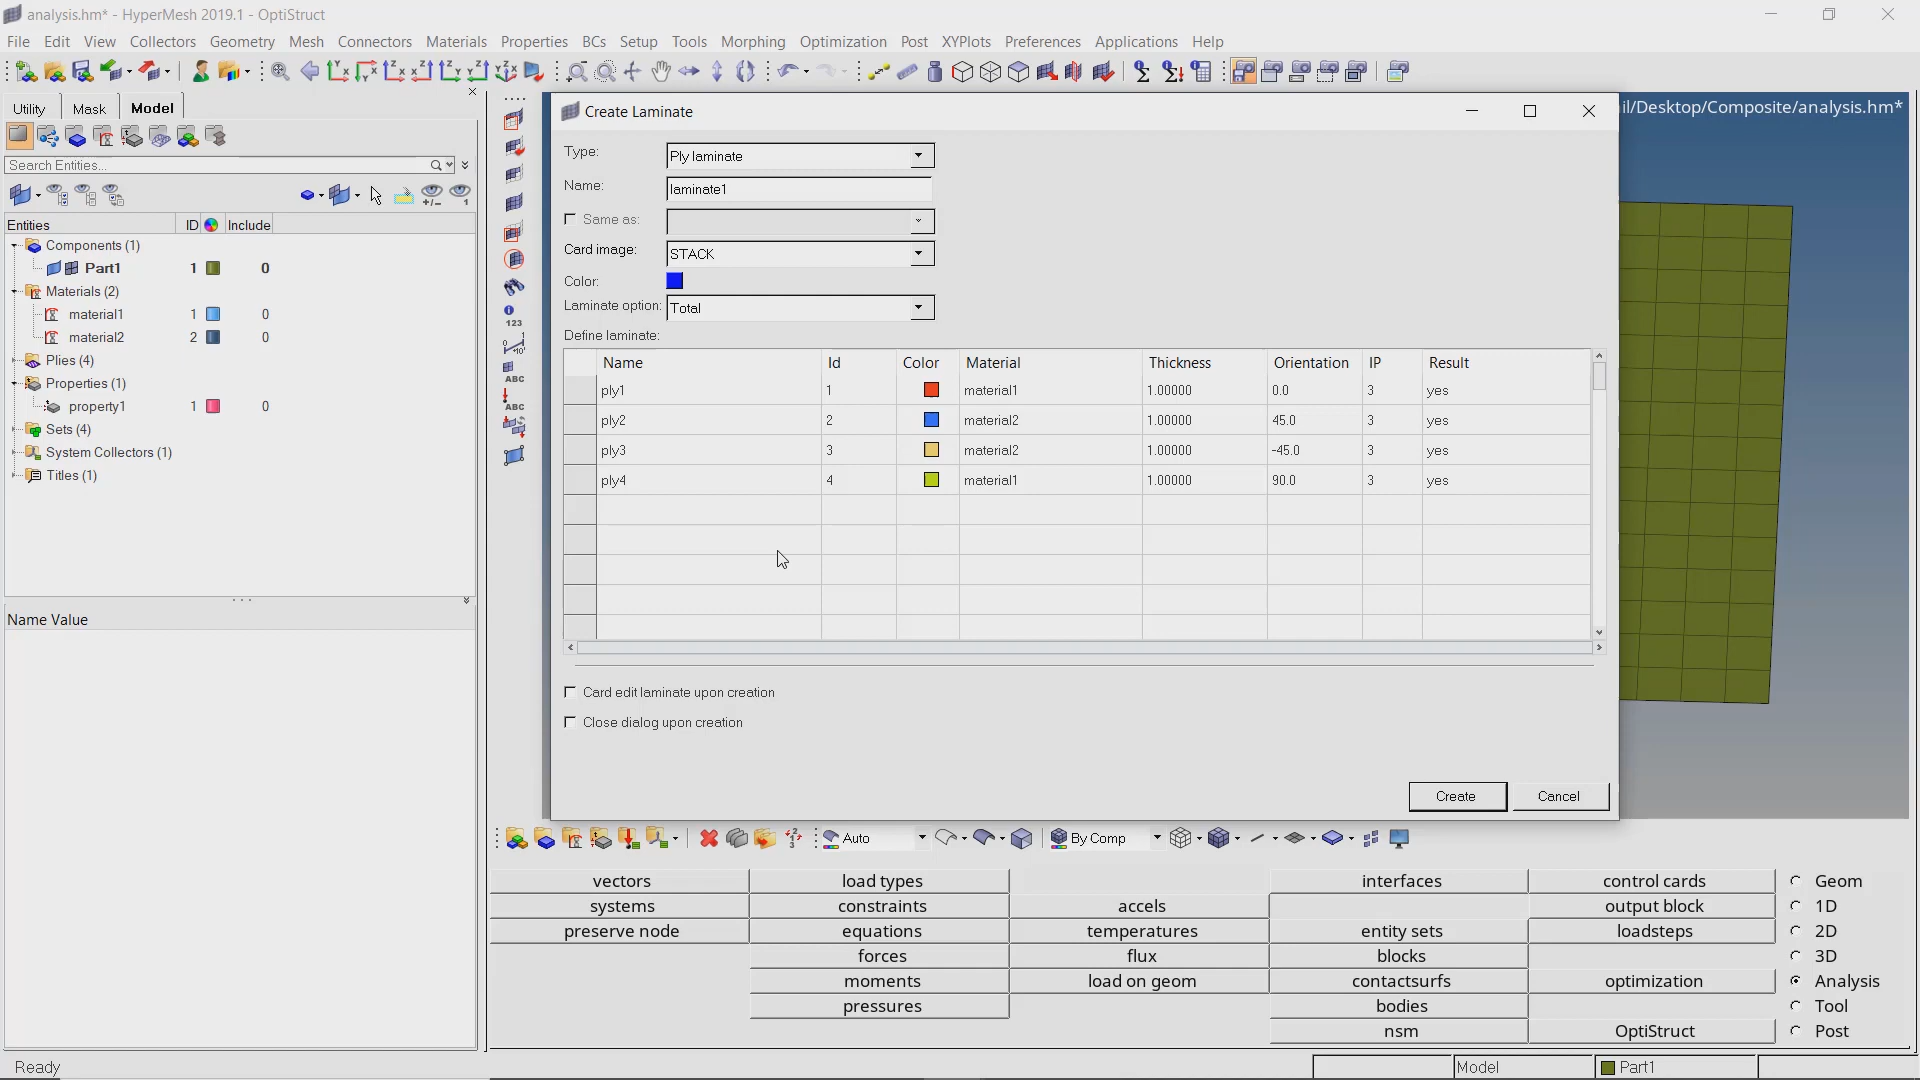 analysis.hm* - HyperMesh 2019.1 - OptiStruct
File Edit View Collectors Geometry Mesh Connectors Materials Properties BCs Setup Tools Morphing Optimization Post XYPlots Preferences Applications Help
Utility Mask Model
Search Entities...
Entities ID Include
Components (1)
Part1 1 0
Materials (2)
material1 1 0
material2 2 0
Plies (4)
Properties (1)
property1 1 0
Sets (4)
System Collectors (1)
Titles (1)
Name Value
123
ABC
ABC
il/Desktop/Composite/analysis.hm*
Create Laminate
Type: Ply laminate
Name: laminate1
Same as:
Card image: STACK
Color:
Laminate option: Total
Define laminate:
Name Id Color Material Thickness Orientation IP Result
ply1 1 material1 1.00000 0.0 3 yes
ply2 2 material2 1.00000 45.0 3 yes
ply3 3 material2 1.00000 -45.0 3 yes
ply4 4 material1 1.00000 90.0 3 yes
Card edit laminate upon creation
Close dialog upon creation
Create Cancel
Auto By Comp
vectors load types interfaces control cards Geom
systems constraints accels output block 1D
preserve node equations temperatures entity sets loadsteps 2D
forces flux blocks 3D
moments load on geom contactsurfs optimization Analysis
pressures bodies Tool
nsm OptiStruct Post
Ready Model Part1